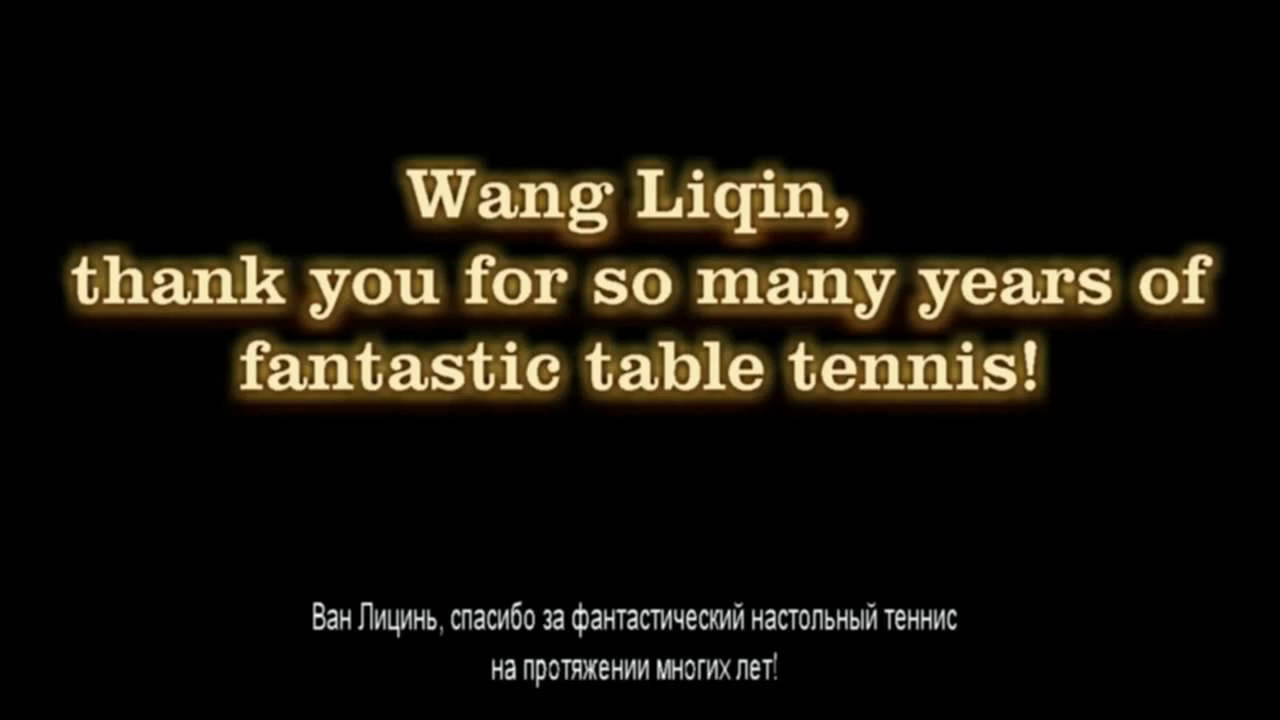 Wang Liqin,
thank you for so many years of
fantastic table tennis!
Ван Лицинь, спасибо за фантастический настольный теннис
на протяжении многих лет!